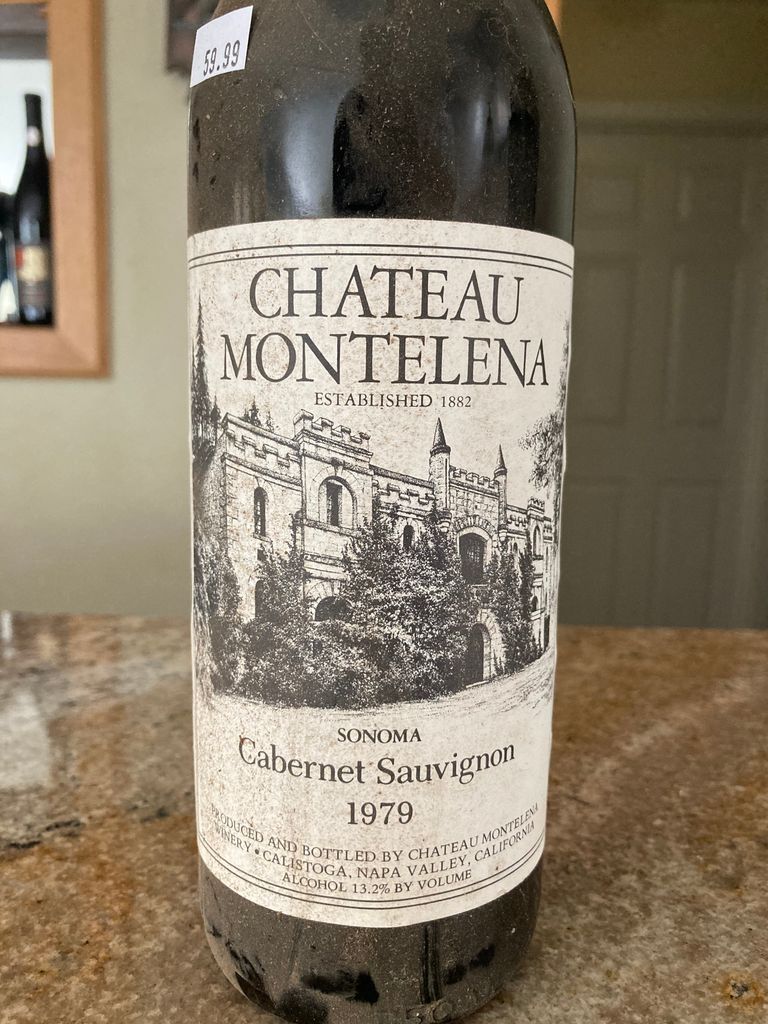 59.99
CHATEAU
MONTELENA
ESTABLISHED 1882
SONOMA
Cabernet Sauvignon
1979
PRODUCED AND BOTTLED BY CHATEAU MONTELENA
WINERY • CALISTOGA, NAPA VALLEY, CALIFORNIA
ALCOHOL 13.2% BY VOLUME